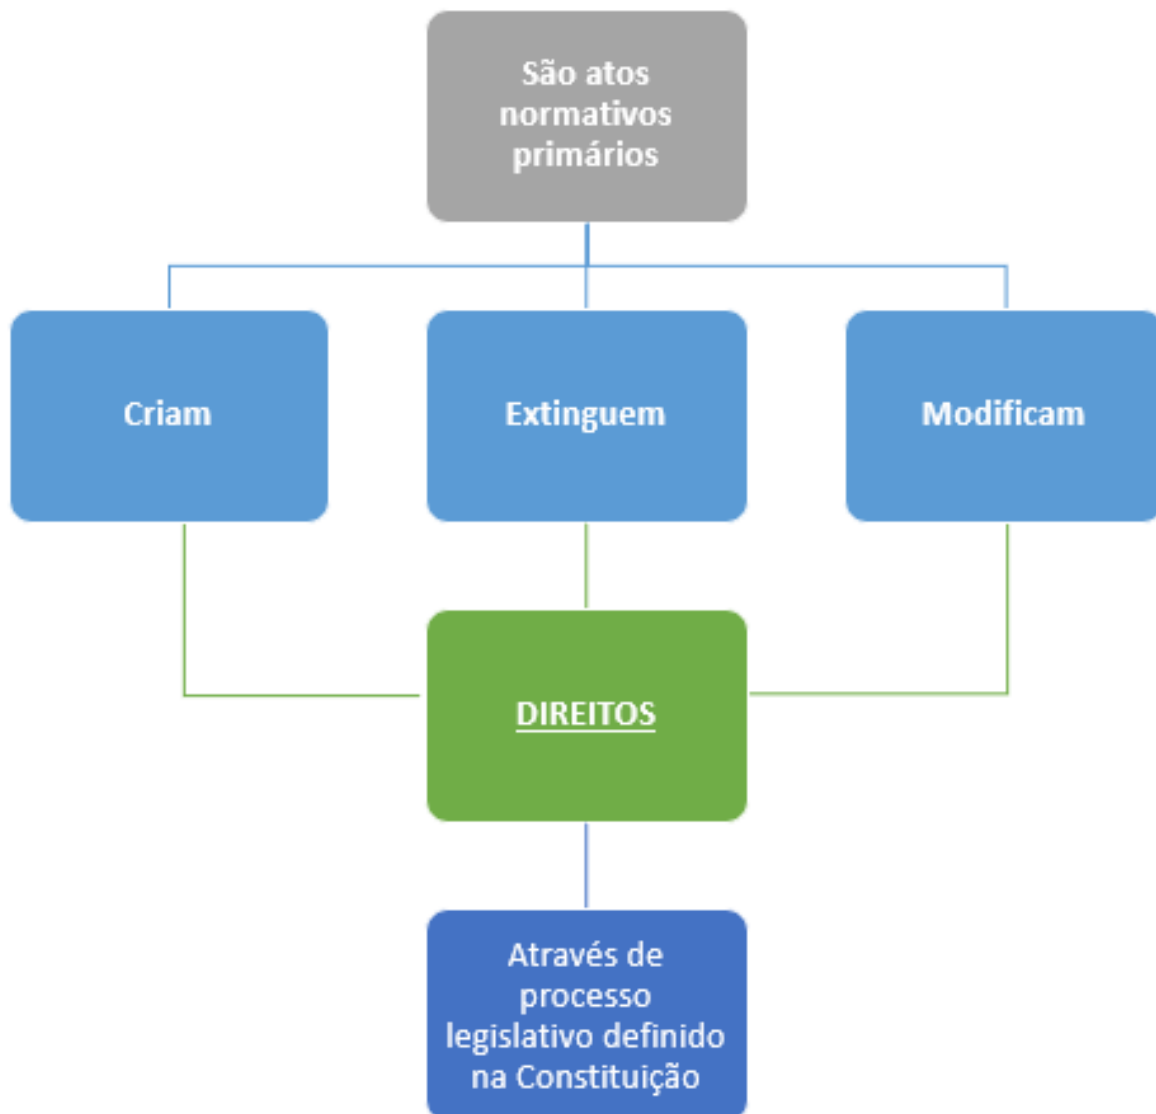 São atos
normativos
primários
Criam
Extinguem
Modificam
DIREITOS
Através de
processo
legislativo definido
na Constituição